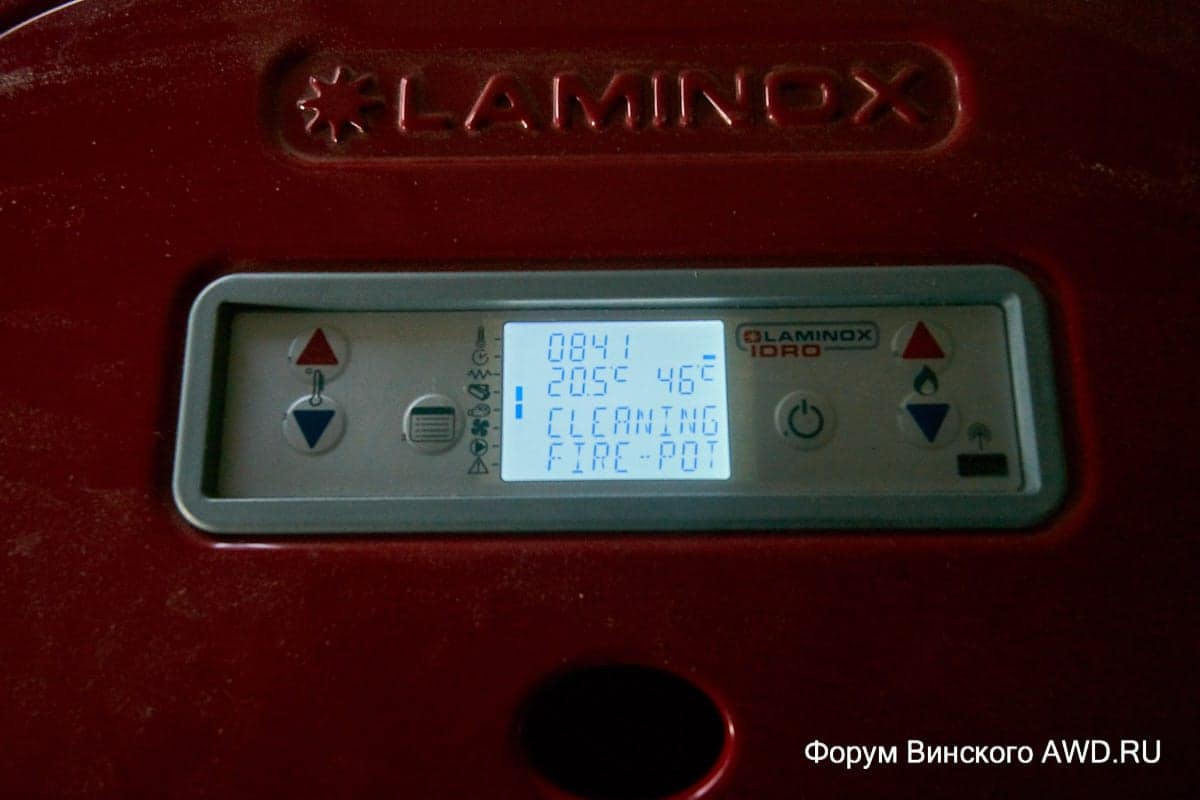 LAMINOX
0841
20.5°C 46°C
CLEANING
FIRE-POT
LAMINOX
IDRO
Форум Винского AWD.RU